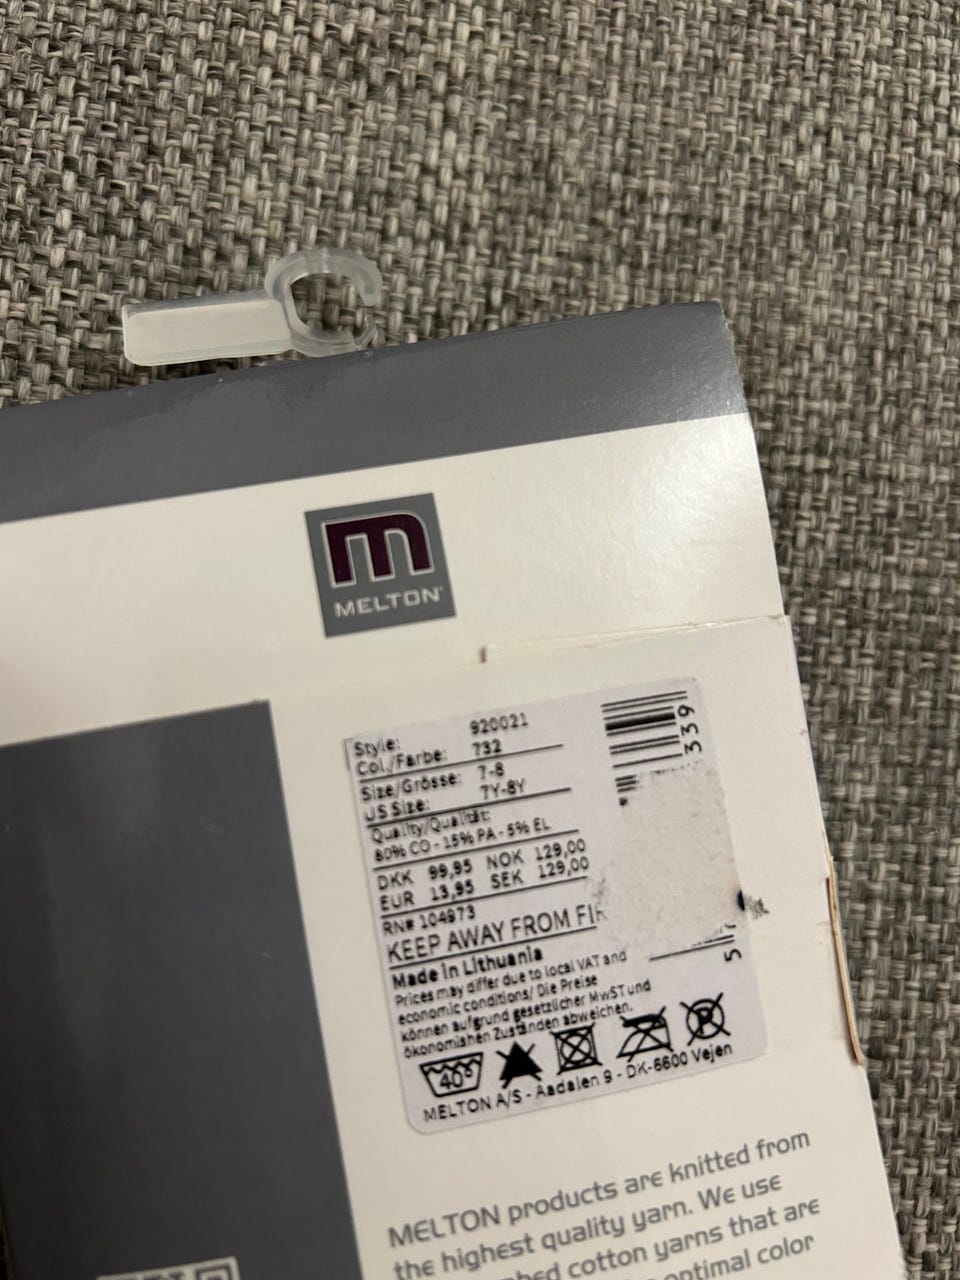 m
MELTON
Style: 920021
Col./Farbe: 732
Size/Grösse: 7-8
US Size: 7Y-8Y
Quality/Qualität:
80% CO - 15% PA - 5% EL
DKK 99,95 NOK 129,00
EUR 13,95 SEK 129,00
RN# 104973
KEEP AWAY FROM FIR
Made in Lithuania
Prices may differ due to local VAT and
economic conditions/ Die Preise
können aufgrund gesetzlicher MwST und
ökonomishen Zuständen abweichen.
40°
P
MELTON A/S - Aadalen 9 - DK-6600 Vejen
339
5
MELTON products are knitted from
the highest quality yarn. We use
bed cotton yarns that are
optimal color